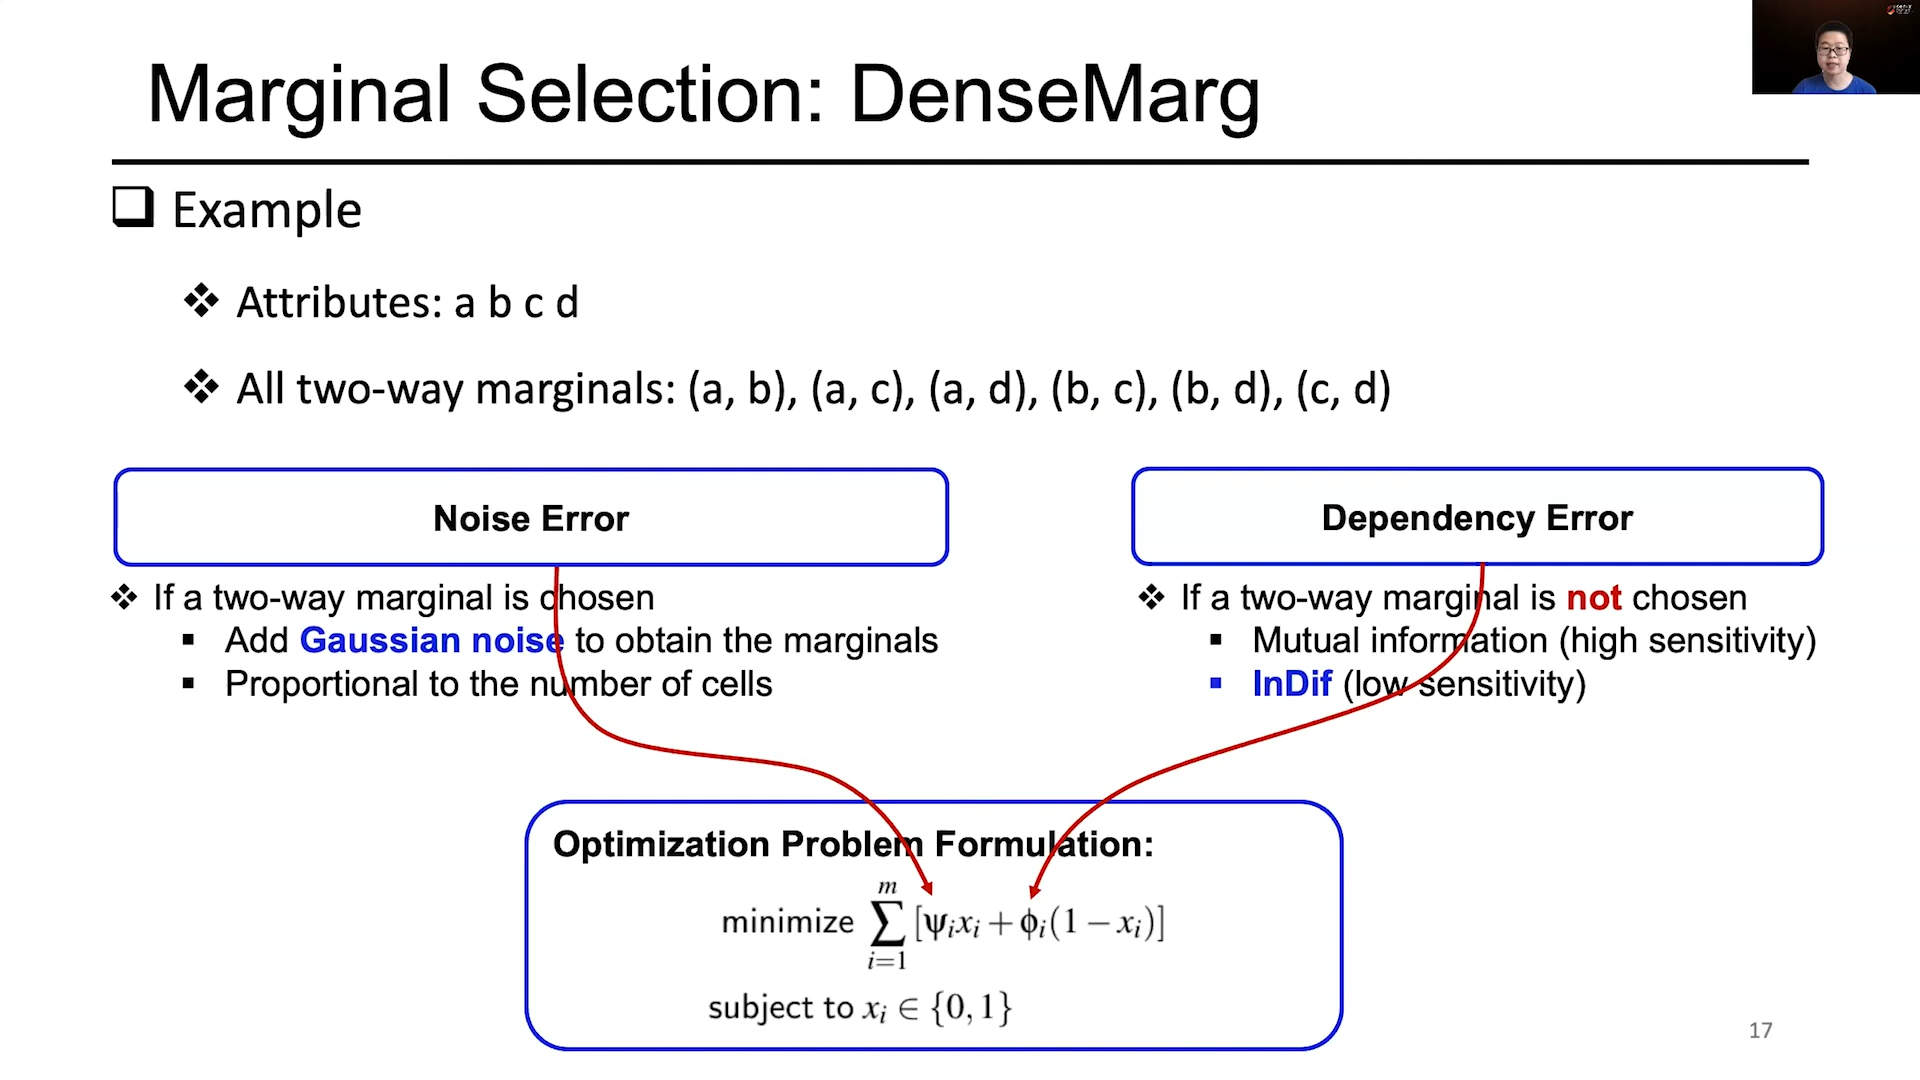 Marginal Selection: DenseMarg
Example
Attributes: a b c d
All two-way marginals: (a, b), (a, c), (a, d), (b, c), (b, d), (c, d)
Noise Error
If a two-way marginal is chosen
Add Gaussian noise to obtain the marginals
Proportional to the number of cells
Dependency Error
If a two-way marginal is not chosen
Mutual information (high sensitivity)
InDif (low sensitivity)
Optimization Problem Formulation:
minimize ∑_{i=1}^{m} [ψ_i x_i + ϕ_i(1 − x_i)]
subject to x_i ∈ {0, 1}
17